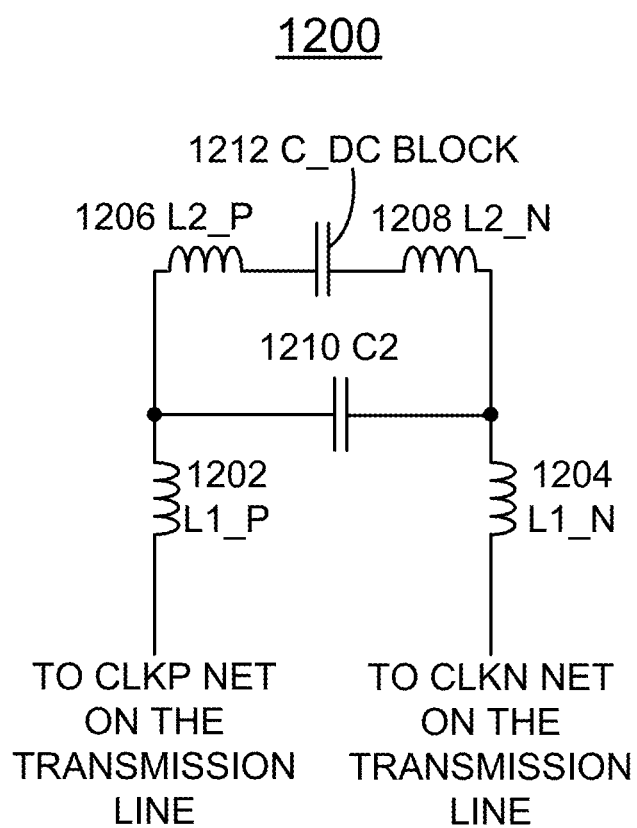 1200
1212 C_DC BLOCK
1206 L2_P
1208 L2_N
1210 C2
1202
L1_P
1204
L1_N
TO CLKP NET
ON THE
TRANSMISSION
LINE
TO CLKN NET
ON THE
TRANSMISSION
LINE